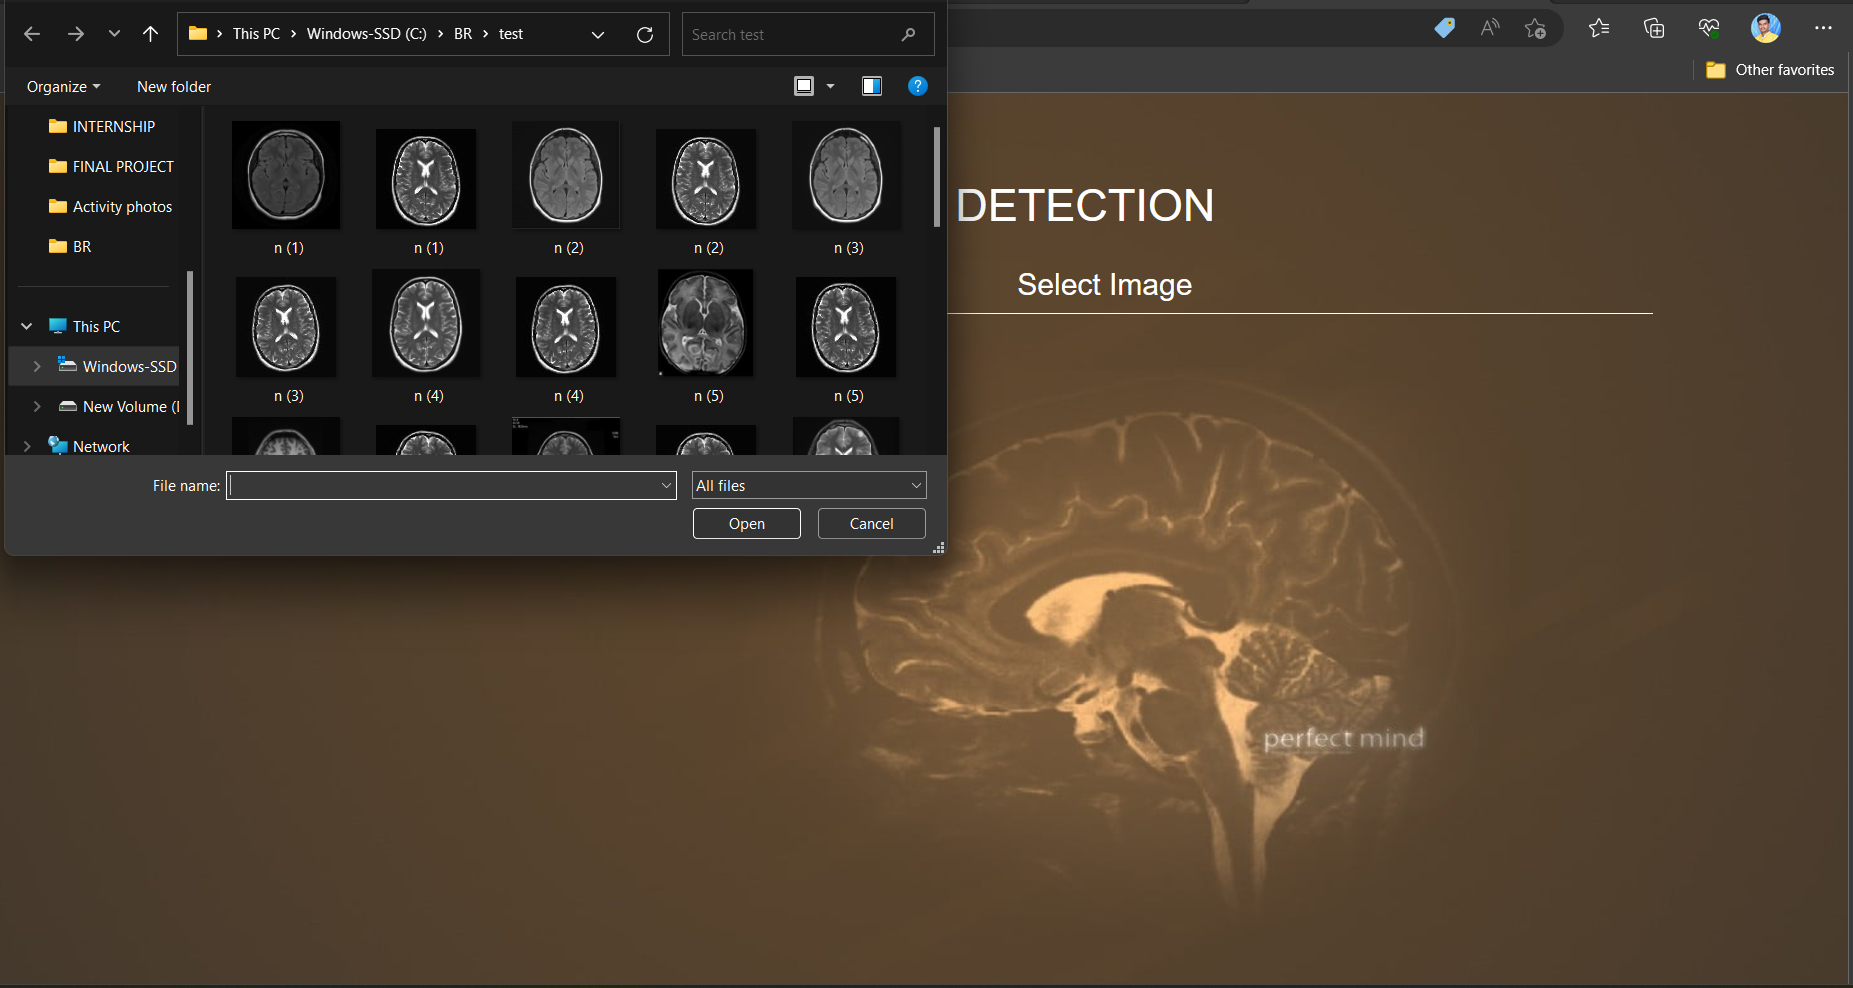 This PC > Windows-SSD (C:) > BR > test
Search test
Organize
New folder
Other favorites
INTERNSHIP
FINAL PROJECT
Activity photos
BR
This PC
Windows-SSD
New Volume (
Network
n (1)
n (1)
n (2)
n (2)
n (3)
n (3)
n (4)
n (4)
n (5)
n (5)
File name:
All files
Open
Cancel
DETECTION
Select Image
perfect mind